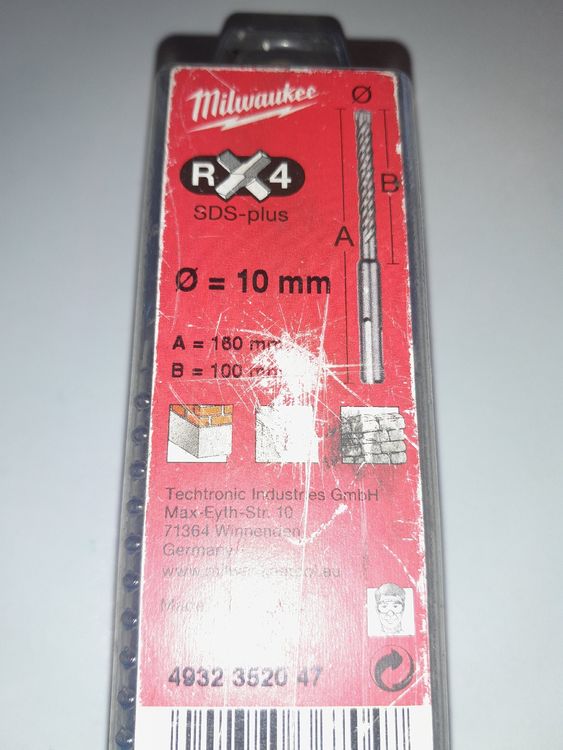 Milwaukee
Ø
RX4
SDS-plus
B
A
Ø = 10 mm
A = 160 mm
B = 100 mm
Techtronic Industries GmbH
Max-Eyth-Str. 10
71364 Winnenden
Germany
4932 3520 47